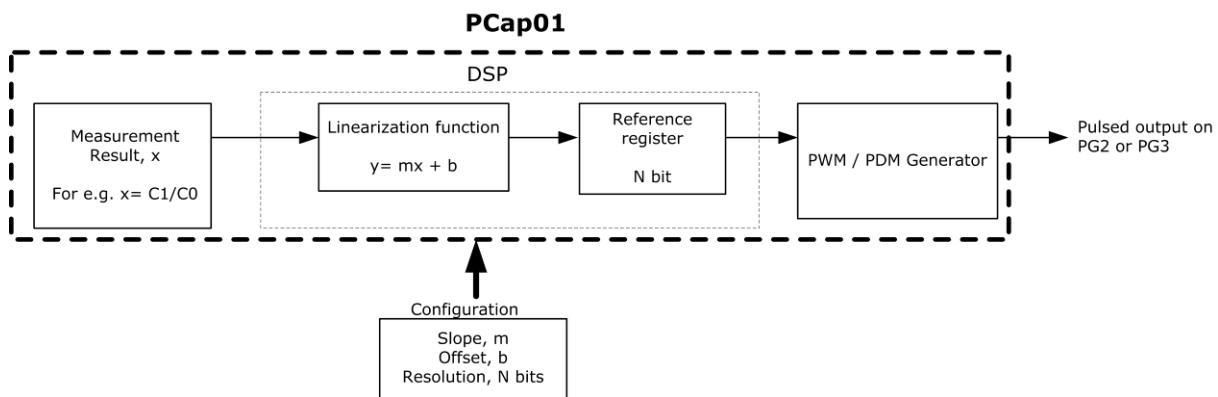 PCap01
DSP
Measurement
Result, x
For e.g. x= C1/C0
Linearization function
y= mx + b
Reference
register
N bit
PWM / PDM Generator
Pulsed output on
PG2 or PG3
Configuration
Slope, m
Offset, b
Resolution, N bits